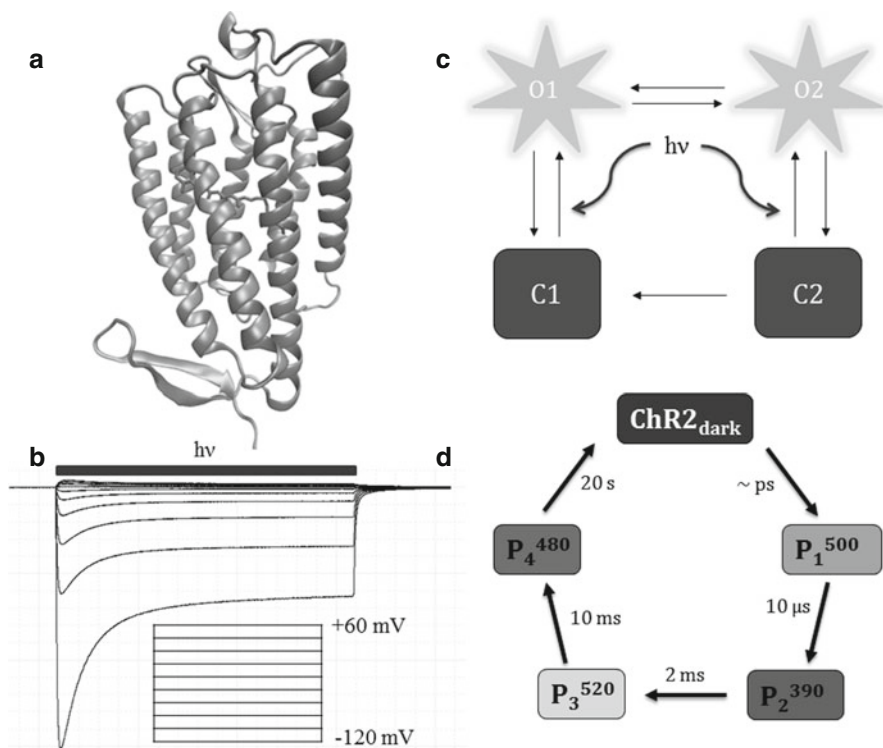 a
c
O1
O2
hν
C1
C2
b
hν
+60 mV
-120 mV
d
ChR2dark
20 s
~ ps
P4480
P1500
10 ms
10 µs
2 ms
P3520
P2390